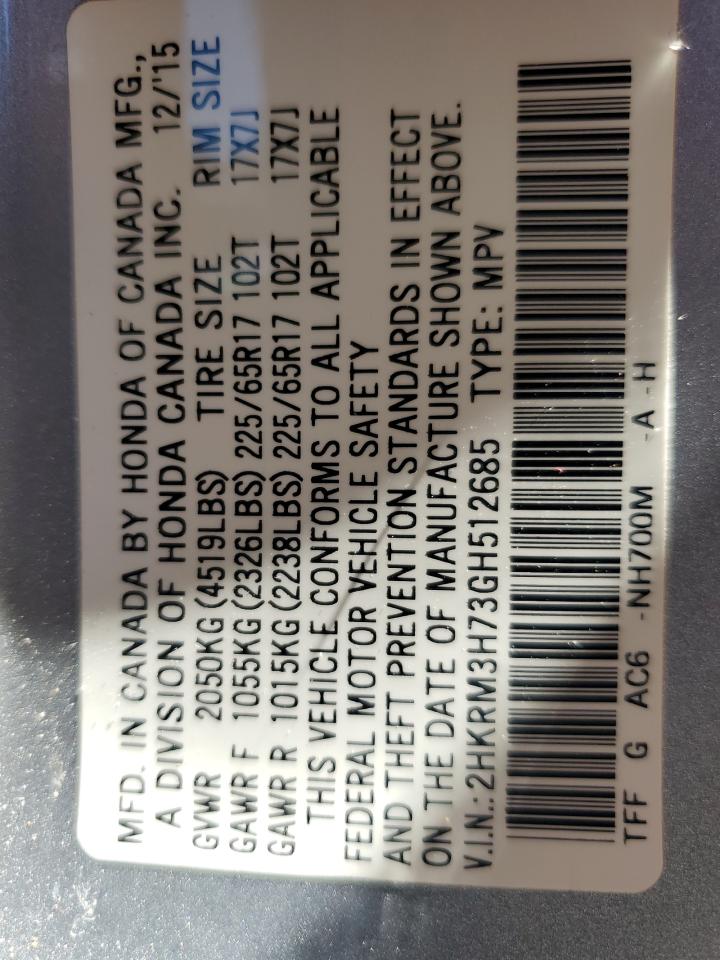 MFD. IN CANADA BY HONDA OF CANADA MFG.,
A DIVISION OF HONDA CANADA INC. 12/'15
GVWR 2050KG(4519LBS) TIRE SIZE RIM SIZE
GAWR F 1055KG(2326LBS) 225/65R17 102T 17X7J
GAWR R 1015KG(2238LBS) 225/65R17 102T 17X7J
THIS VEHICLE CONFORMS TO ALL APPLICABLE
FEDERAL MOTOR VEHICLE SAFETY
AND THEFT PREVENTION STANDARDS IN EFFECT
ON THE DATE OF MANUFACTURE SHOWN ABOVE.
V.I.N.:2HKRM3H73GH512685 TYPE: MPV
TFF G AC6 -NH700M -A -H